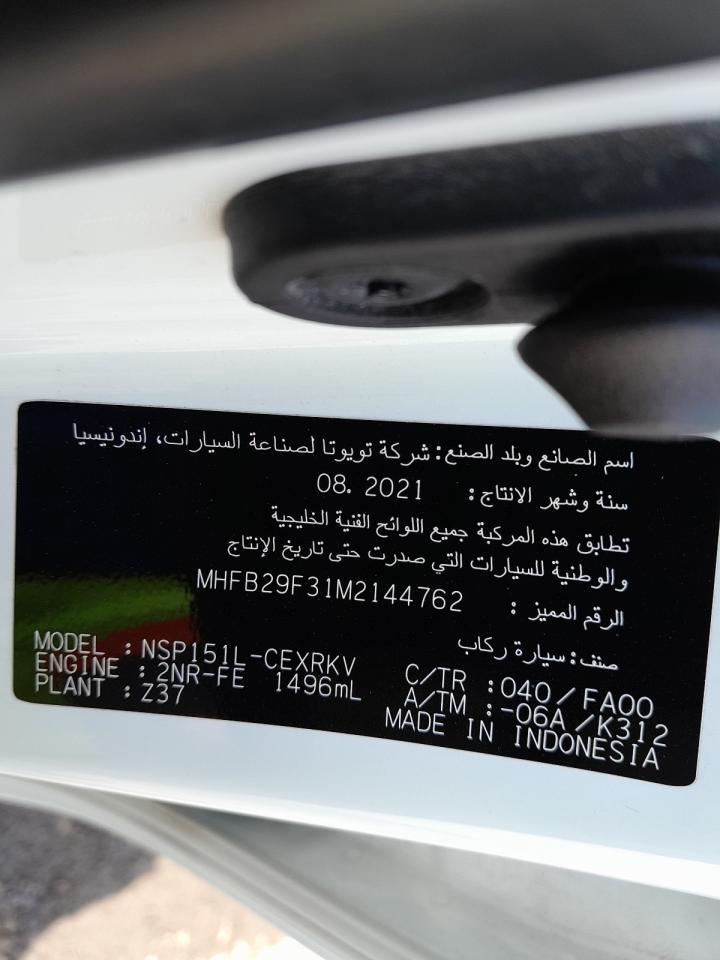 اسم الصانع وبلد الصنع: شركة تويوتا لصناعة السيارات، إندونيسيا
سنة وشهر الانتاج: 08. 2021
تطابق هذه المركبة جميع اللوائح الفنية الخليجية
والوطنية للسيارات التي صدرت حتى تاريخ الإنتاج
الرقم المميز : MHFB29F31M2144762
صنف: سيارة ركاب
MODEL : NSP151L-CEXRKV C/TR : 040/FA00
ENGINE : 2NR-FE 1496mL A/TM : -06A/K312
PLANT : Z37 MADE IN INDONESIA